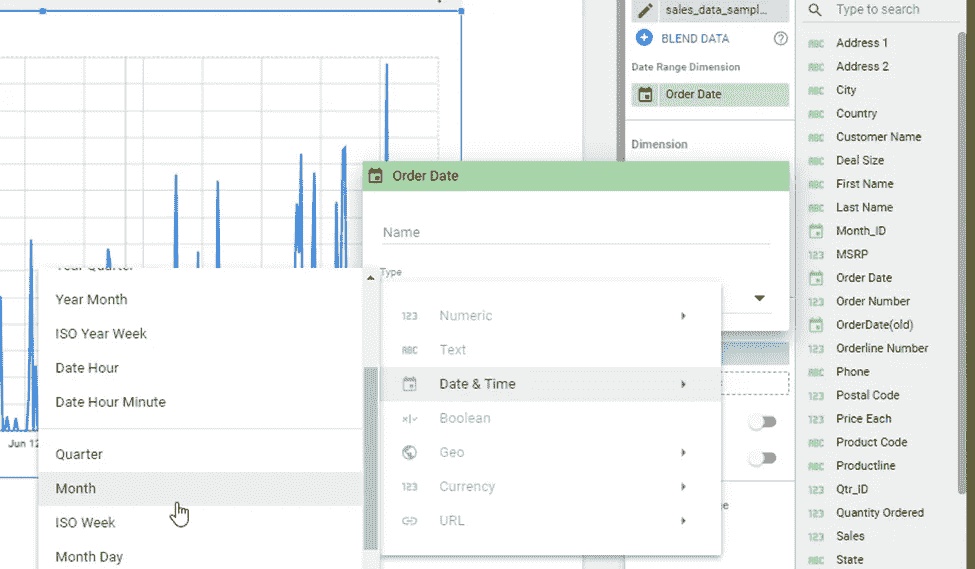 sales_data_sampl...
BLEND DATA
Date Range Dimension
Order Date
Dimension
Order Date
Name
Type
123 Numeric
ABC Text
Date & Time
Boolean
Geo
123 Currency
URL
Year Quarter
Year Month
ISO Year Week
Date Hour
Date Hour Minute
Quarter
Month
ISO Week
Month Day
Jun 12
Type to search
ABC Address 1
ABC Address 2
ABC City
ABC Country
ABC Customer Name
ABC Deal Size
ABC First Name
ABC Last Name
Month_ID
123 MSRP
Order Date
123 Order Number
OrderDate(old)
123 Orderline Number
ABC Phone
123 Postal Code
123 Price Each
ABC Product Code
ABC Productline
123 Qtr_ID
123 Quantity Ordered
123 Sales
ABC State